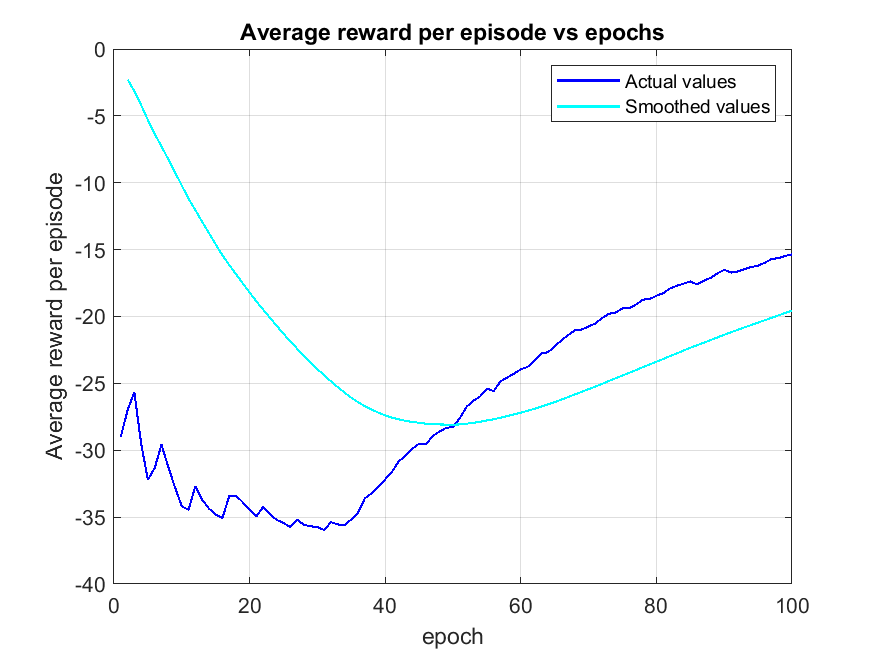 Average reward per episode vs epochs
Actual values
Smoothed values
Average reward per episode
0
-5
-10
-15
-20
-25
-30
-35
-40
0 20 40 60 80 100
epoch